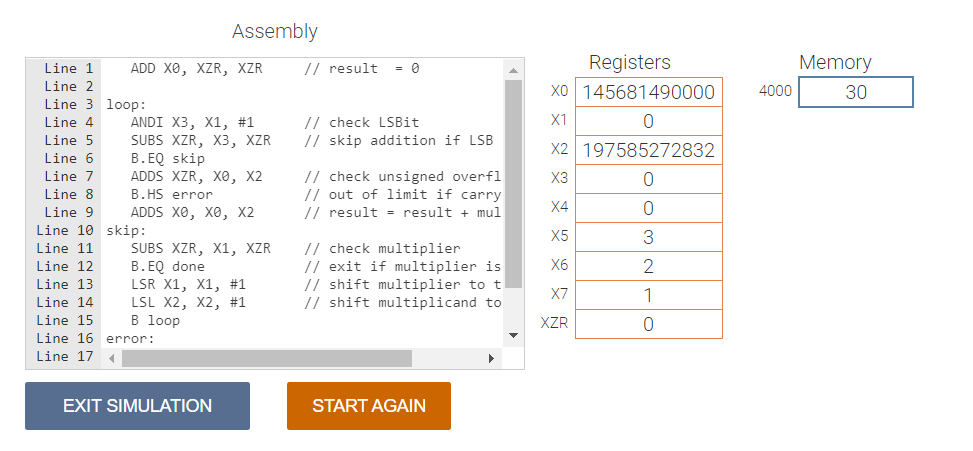 Assembly
Line 1 ADD X0, XZR, XZR // result = 0
Line 2
Line 3 loop:
Line 4 ANDI X3, X1, #1 // check LSBit
Line 5 SUBS XZR, X3, XZR // skip addition if LSB
Line 6 B.EQ skip
Line 7 ADDS XZR, X0, X2 // check unsigned overfl
Line 8 B.HS error // out of limit if carry
Line 9 ADDS X0, X0, X2 // result = result + mul
Line 10 skip:
Line 11 SUBS XZR, X1, XZR // check multiplier
Line 12 B.EQ done // exit if multiplier is
Line 13 LSR X1, X1, #1 // shift multiplier to t
Line 14 LSL X2, X2, #1 // shift multiplicand to
Line 15 B loop
Line 16 error:
Line 17
Registers
X0 145681490000
X1 0
X2 197585272832
X3 0
X4 0
X5 3
X6 2
X7 1
XZR 0
Memory
4000 30
EXIT SIMULATION
START AGAIN